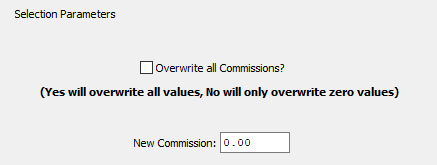 Selection Parameters
Overwrite all Commissions?
(Yes will overwrite all values, No will only overwrite zero values)
New Commission: 0.00